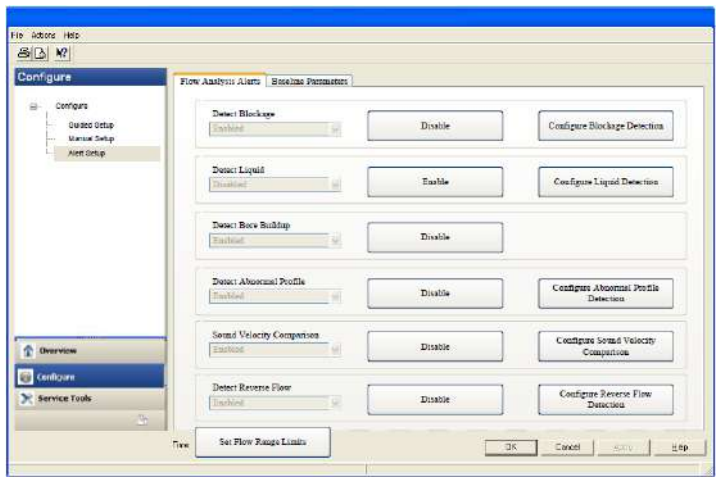 File Actions Help
Configure
Configure
Guided Setup
Manual Setup
Alert Setup
Overview
Configure
Service Tools
Flow Analysis Alerts Baseline Parameters
Detect Blockage
Enabled Disable Configure Blockage Detection
Detect Liquid
Disabled Enable Configure Liquid Detection
Detect Bore Buildup
Enabled Disable
Detect Abnormal Profile
Enabled Disable Configure Abnormal Profile
Detection
Sound Velocity Comparison
Enabled Disable Configure Sound Velocity
Comparison
Detect Reverse Flow
Enabled Disable Configure Reverse Flow
Detection
Time Set Flow Range Limits OK Cancel Apply Help